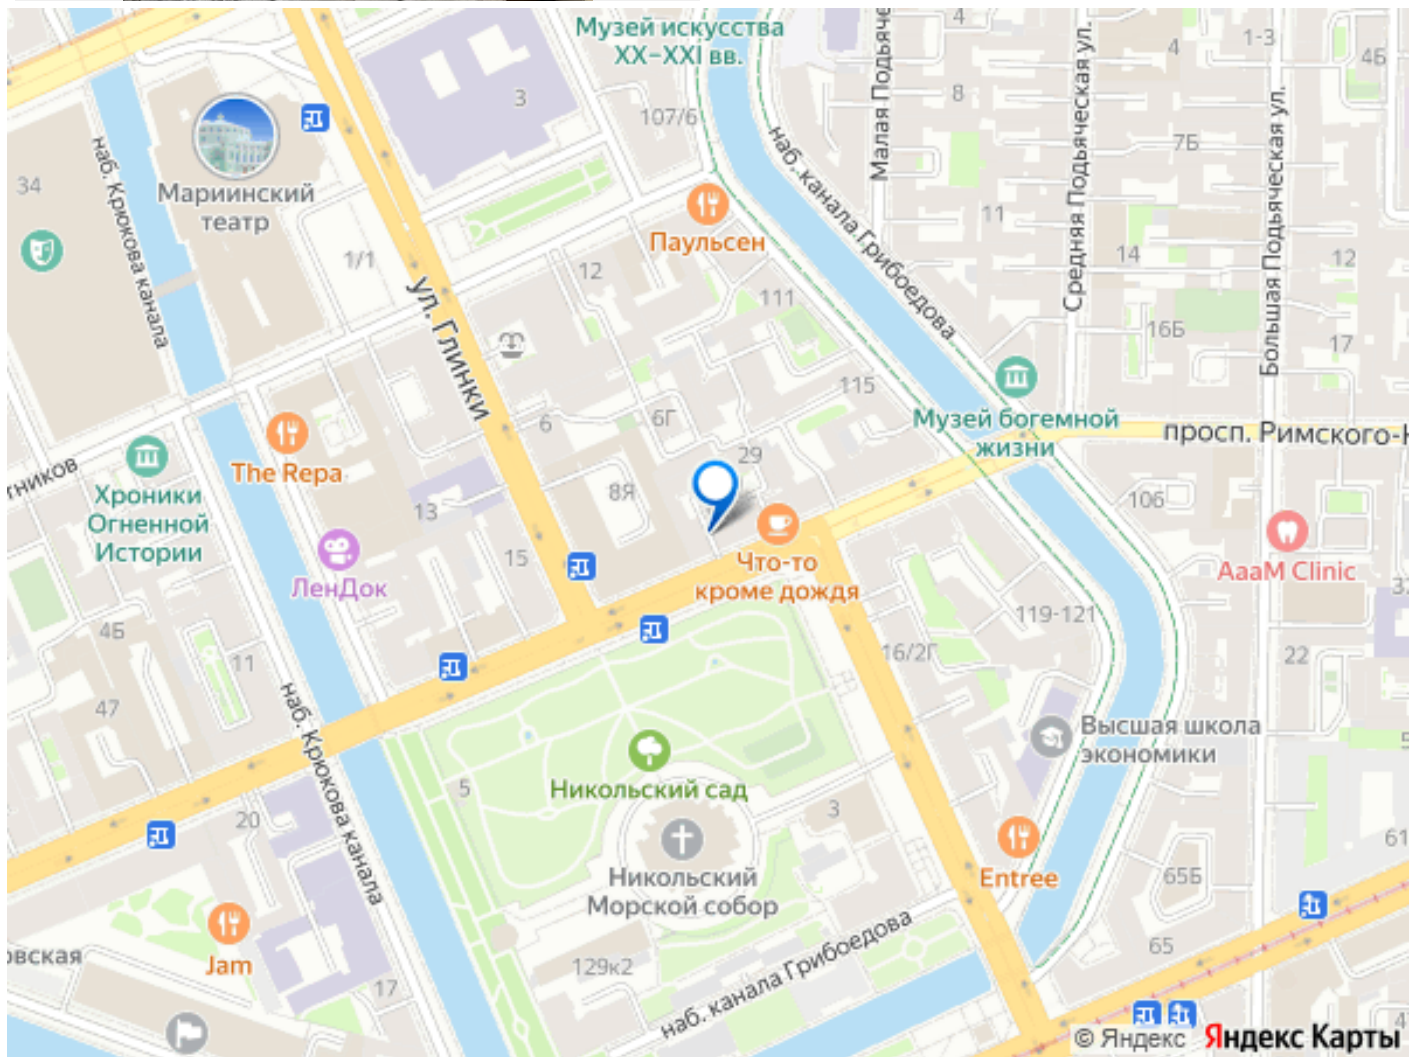 Музей искусства
XX–XXI вв.
4
1-3
4
4Б
3
8
107/6
7Б
наб. Крюкова канала
наб. канала Грибоедова
Малая Подьяче
Средняя Подьяческая ул.
Большая Подьяческая ул.
34
Мариинский
театр
11
Паульсен
14
12
1/1
12
111
ул. Глинки
16Б
17
115
6
6Г
Музей богемной
жизни
просп. Римского-К
The Repa
тников
29
Хроники
Огненной
Истории
8Я
106
13
ЛенДок
15
Что-то
кроме дождя
AaaM Clinic
119-121
4Б
11
16/2Г
22
47
наб. Крюкова канала
Высшая школа
экономики
5
Никольский сад
20
3
Никольский
Морской собор
Entree
61
65Б
наб. канала Грибоедова
65
овская
Jam
129к2
17
© Яндекс Яндекс Карты